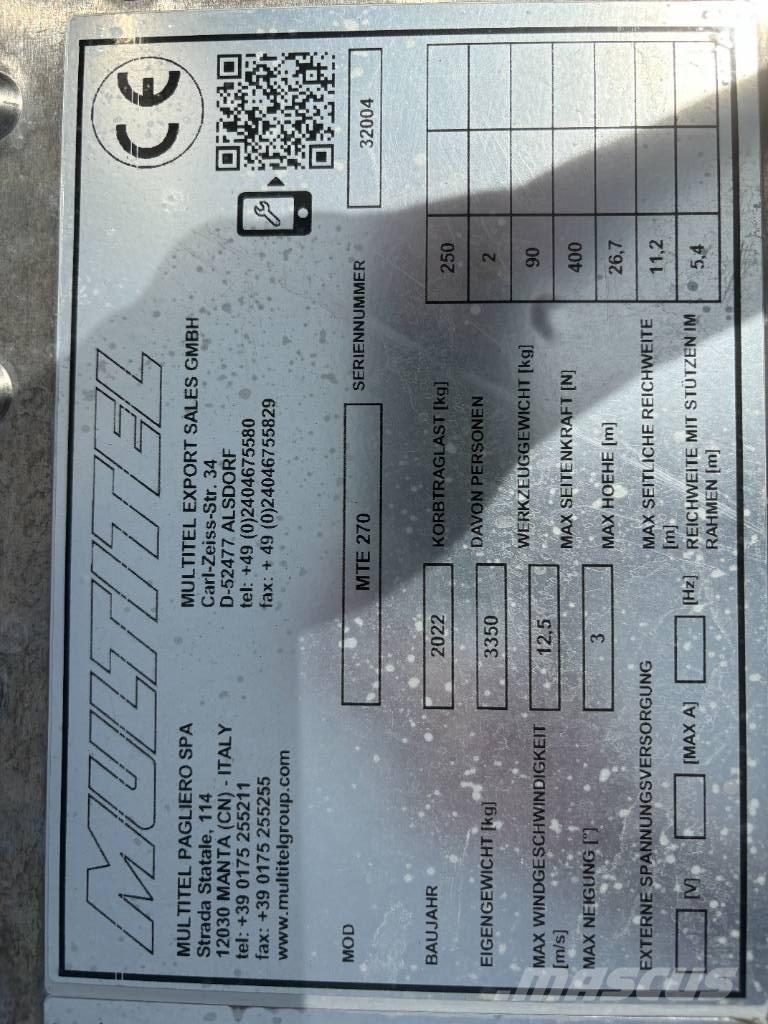 MULTITEL
MULTITEL PAGLIERO SPA
Strada Statale, 114
12030 MANTA (CN) - ITALY
tel: +39 0175 255211
fax: +39 0175 255255
www.multitelgroup.com
MULTITEL EXPORT SALES GMBH
Carl-Zeiss-Str. 34
D-52477 ALSDORF
tel: +49 (0)2404675580
fax: + 49 (0)24046755829
CE
MOD MTE 270 SERIENNUMMER 32004
BAUJAHR 2022
EIGENGEWICHT [kg] 3350
MAX WINDGESCHWINDIGKEIT
[m/s] 12,5
MAX NEIGUNG [°] 3
EXTERNE SPANNUNGSVERSORGUNG
[V] [MAX A] [Hz]
KORBTRAGLAST [kg] 250
DAVON PERSONEN 2
WERKZEUGGEWICHT [kg] 90
MAX SEITENKRAFT [N] 400
MAX HOEHE [m] 26,7
MAX SEITLICHE REICHWEITE
[m] 11,2
REICHWEITE MIT STÜTZEN IM
RAHMEN [m] 5,4
MASCUS